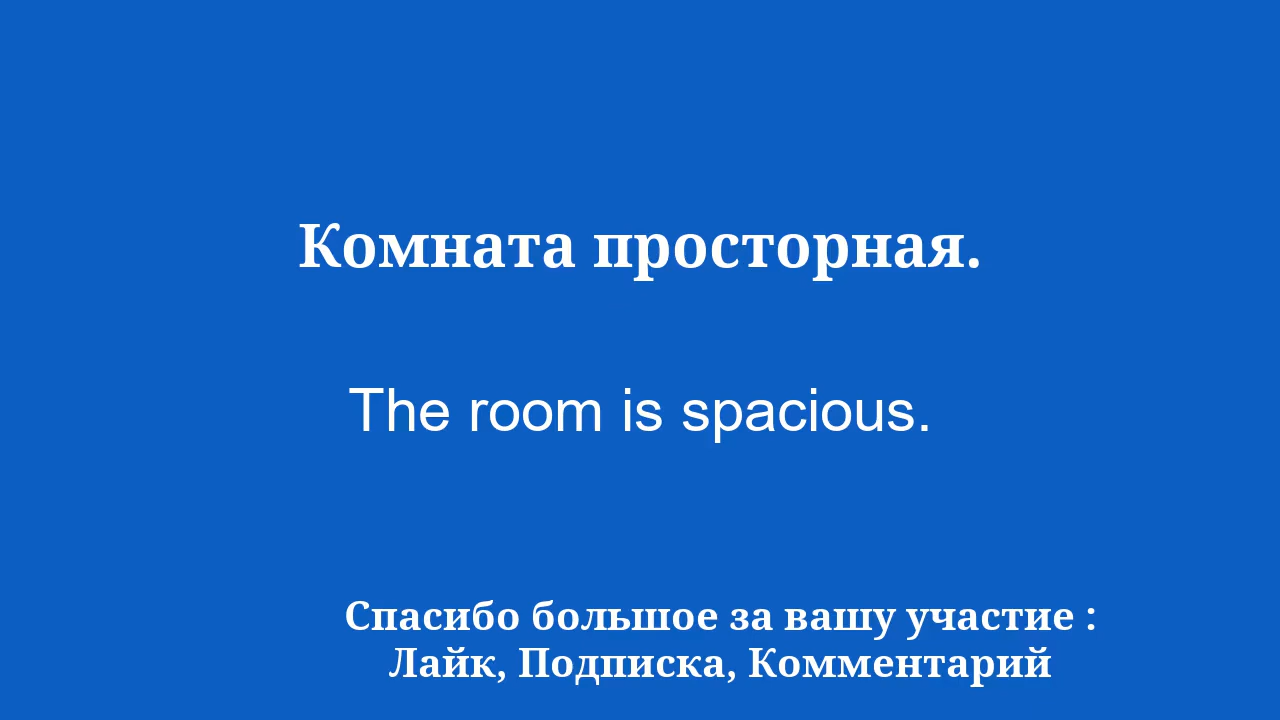 Комната просторная.
The room is spacious.
Спасибо большое за вашу участие :
Лайк, Подписка, Комментарий